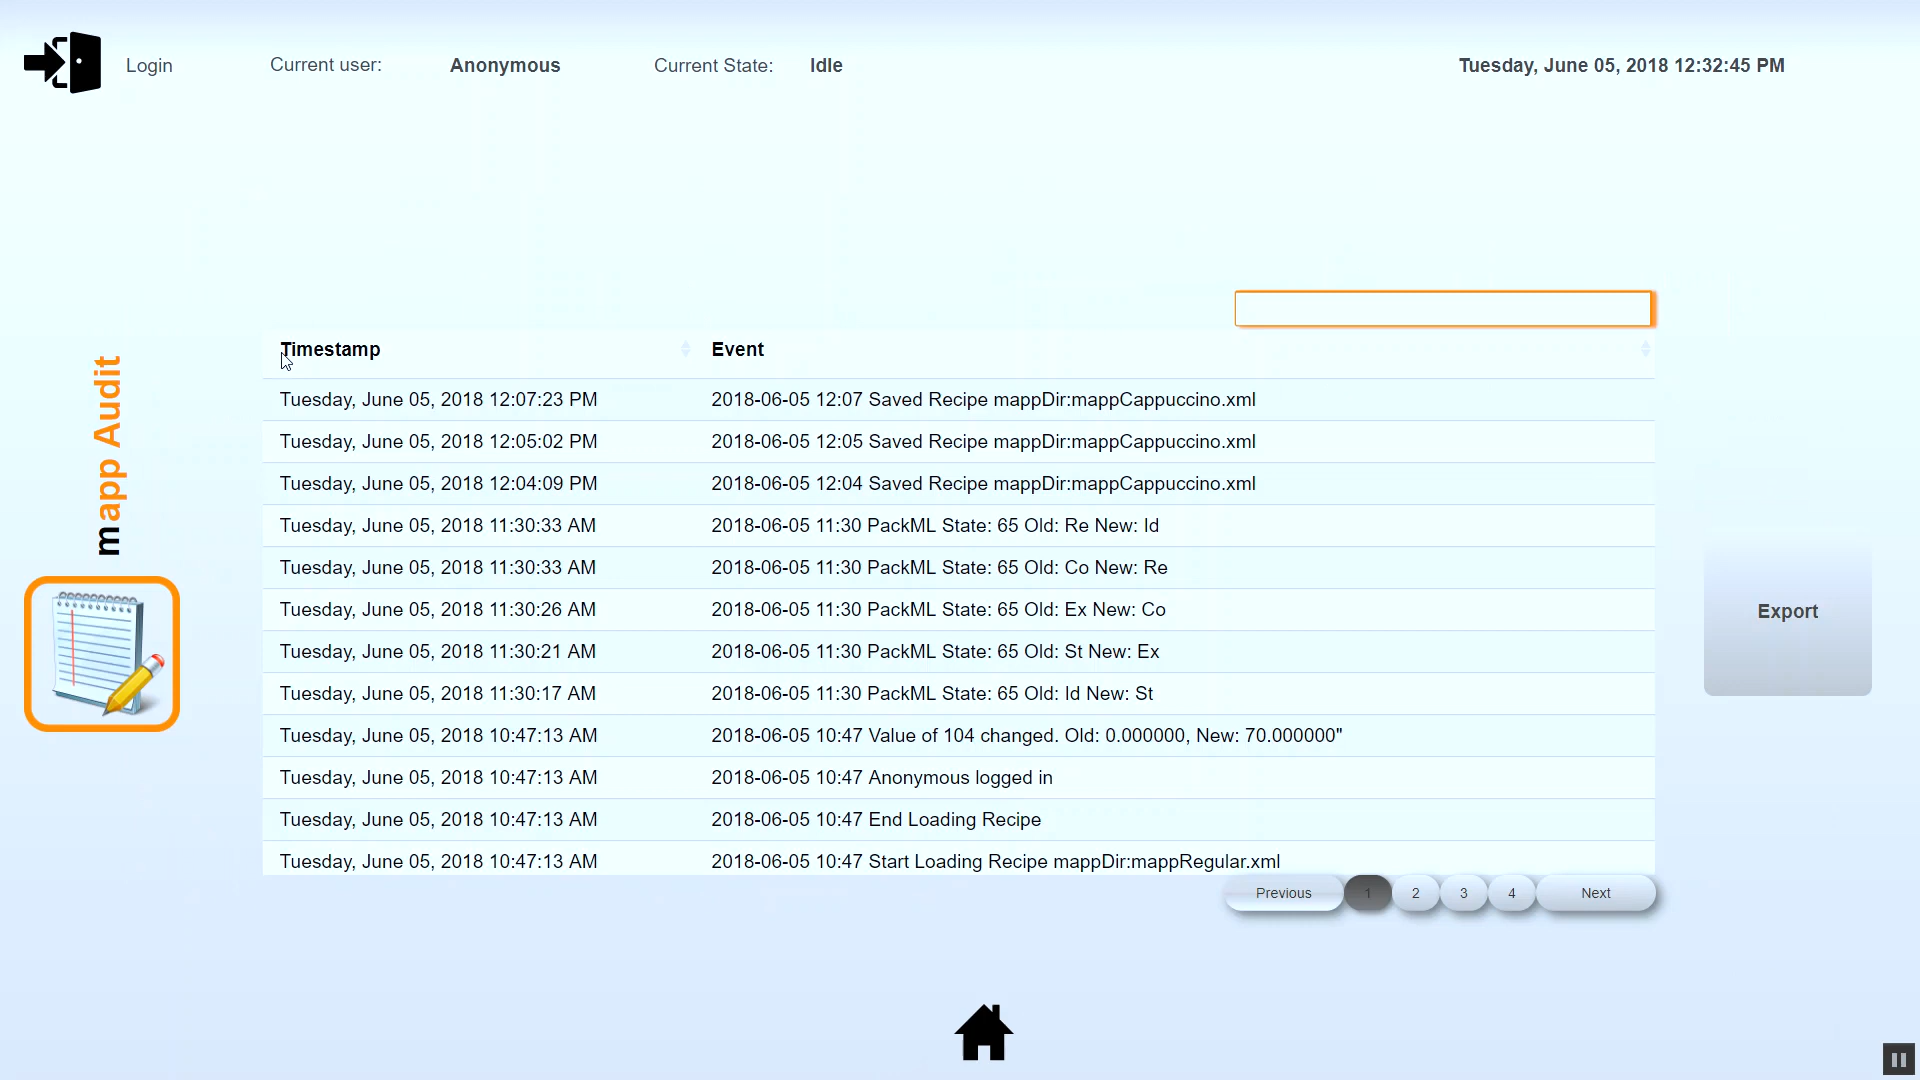 Login
Current user: Anonymous
Current State: Idle
Tuesday, June 05, 2018 12:32:45 PM
mapp Audit
Timestamp Event
Tuesday, June 05, 2018 12:07:23 PM 2018-06-05 12:07 Saved Recipe mappDir:mappCappuccino.xml
Tuesday, June 05, 2018 12:05:02 PM 2018-06-05 12:05 Saved Recipe mappDir:mappCappuccino.xml
Tuesday, June 05, 2018 12:04:09 PM 2018-06-05 12:04 Saved Recipe mappDir:mappCappuccino.xml
Tuesday, June 05, 2018 11:30:33 AM 2018-06-05 11:30 PackML State: 65 Old: Re New: Id
Tuesday, June 05, 2018 11:30:33 AM 2018-06-05 11:30 PackML State: 65 Old: Co New: Re
Tuesday, June 05, 2018 11:30:26 AM 2018-06-05 11:30 PackML State: 65 Old: Ex New: Co
Tuesday, June 05, 2018 11:30:21 AM 2018-06-05 11:30 PackML State: 65 Old: St New: Ex
Tuesday, June 05, 2018 11:30:17 AM 2018-06-05 11:30 PackML State: 65 Old: Id New: St
Tuesday, June 05, 2018 10:47:13 AM 2018-06-05 10:47 Value of 104 changed. Old: 0.000000, New: 70.000000"
Tuesday, June 05, 2018 10:47:13 AM 2018-06-05 10:47 Anonymous logged in
Tuesday, June 05, 2018 10:47:13 AM 2018-06-05 10:47 End Loading Recipe
Tuesday, June 05, 2018 10:47:13 AM 2018-06-05 10:47 Start Loading Recipe mappDir:mappRegular.xml
Export
Previous 1 2 3 4 Next